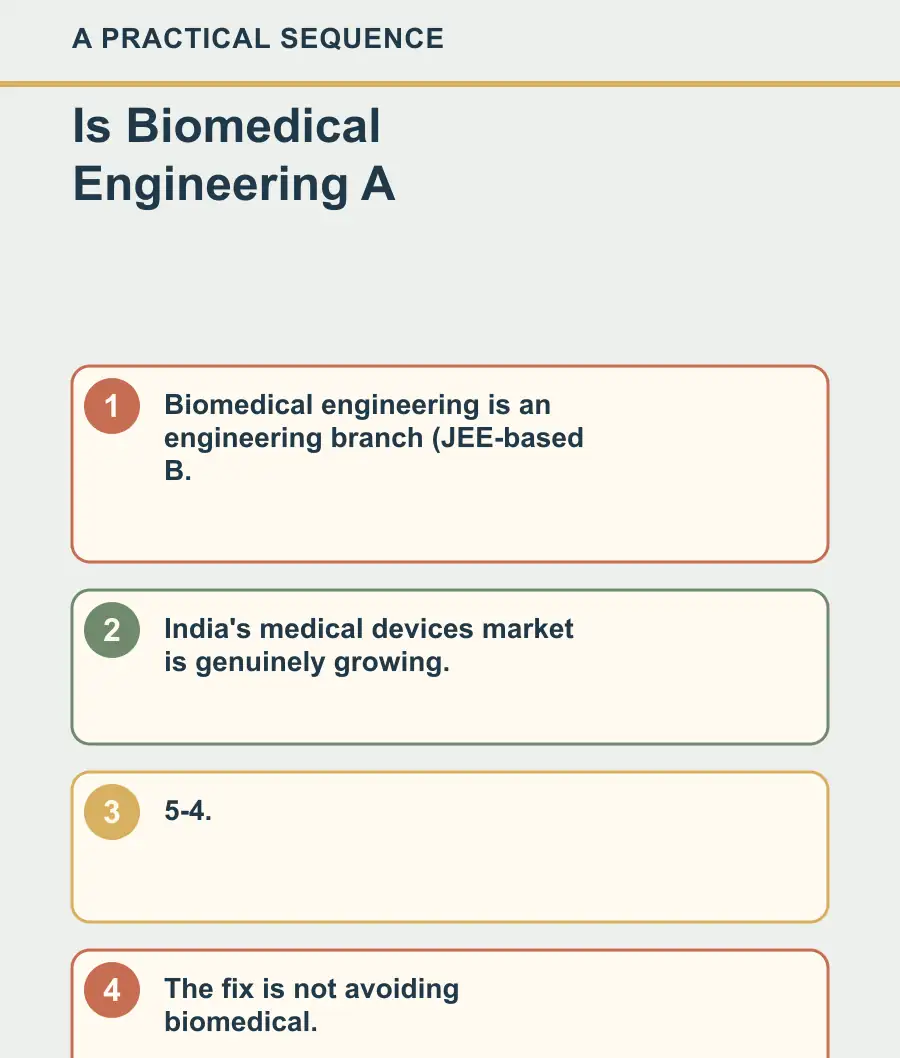 A PRACTICAL SEQUENCE
Is Biomedical
Engineering A
1
Biomedical engineering is an
engineering branch (JEE-based
B.
2
India's medical devices market
is genuinely growing.
3
5-4.
4
The fix is not avoiding
biomedical.